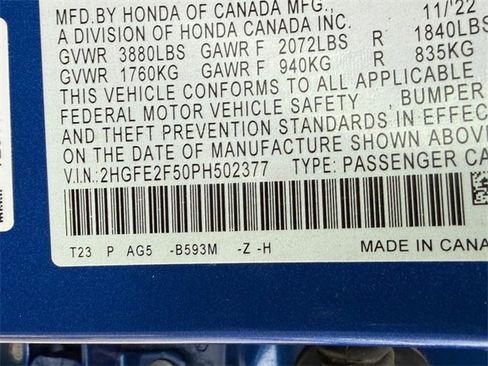 MFD.BY HONDA OF CANADA MFG., 11/'22
A DIVISION OF HONDA CANADA INC.
GVWR 3880LBS GAWR F 2072LBS R 1840LBS
GVWR 1760KG GAWR F 940KG R 835KG
THIS VEHICLE CONFORMS TO ALL APPLICABLE
FEDERAL MOTOR VEHICLE SAFETY , BUMPER
AND THEFT PREVENTION STANDARDS IN EFFEC
ON THE DATE OF MANUFACTURE SHOWN ABOVE.
V.I.N.:2HGFE2F50PH502377 TYPE: PASSENGER CA
T23 P AG5 -B593M -Z -H MADE IN CANA